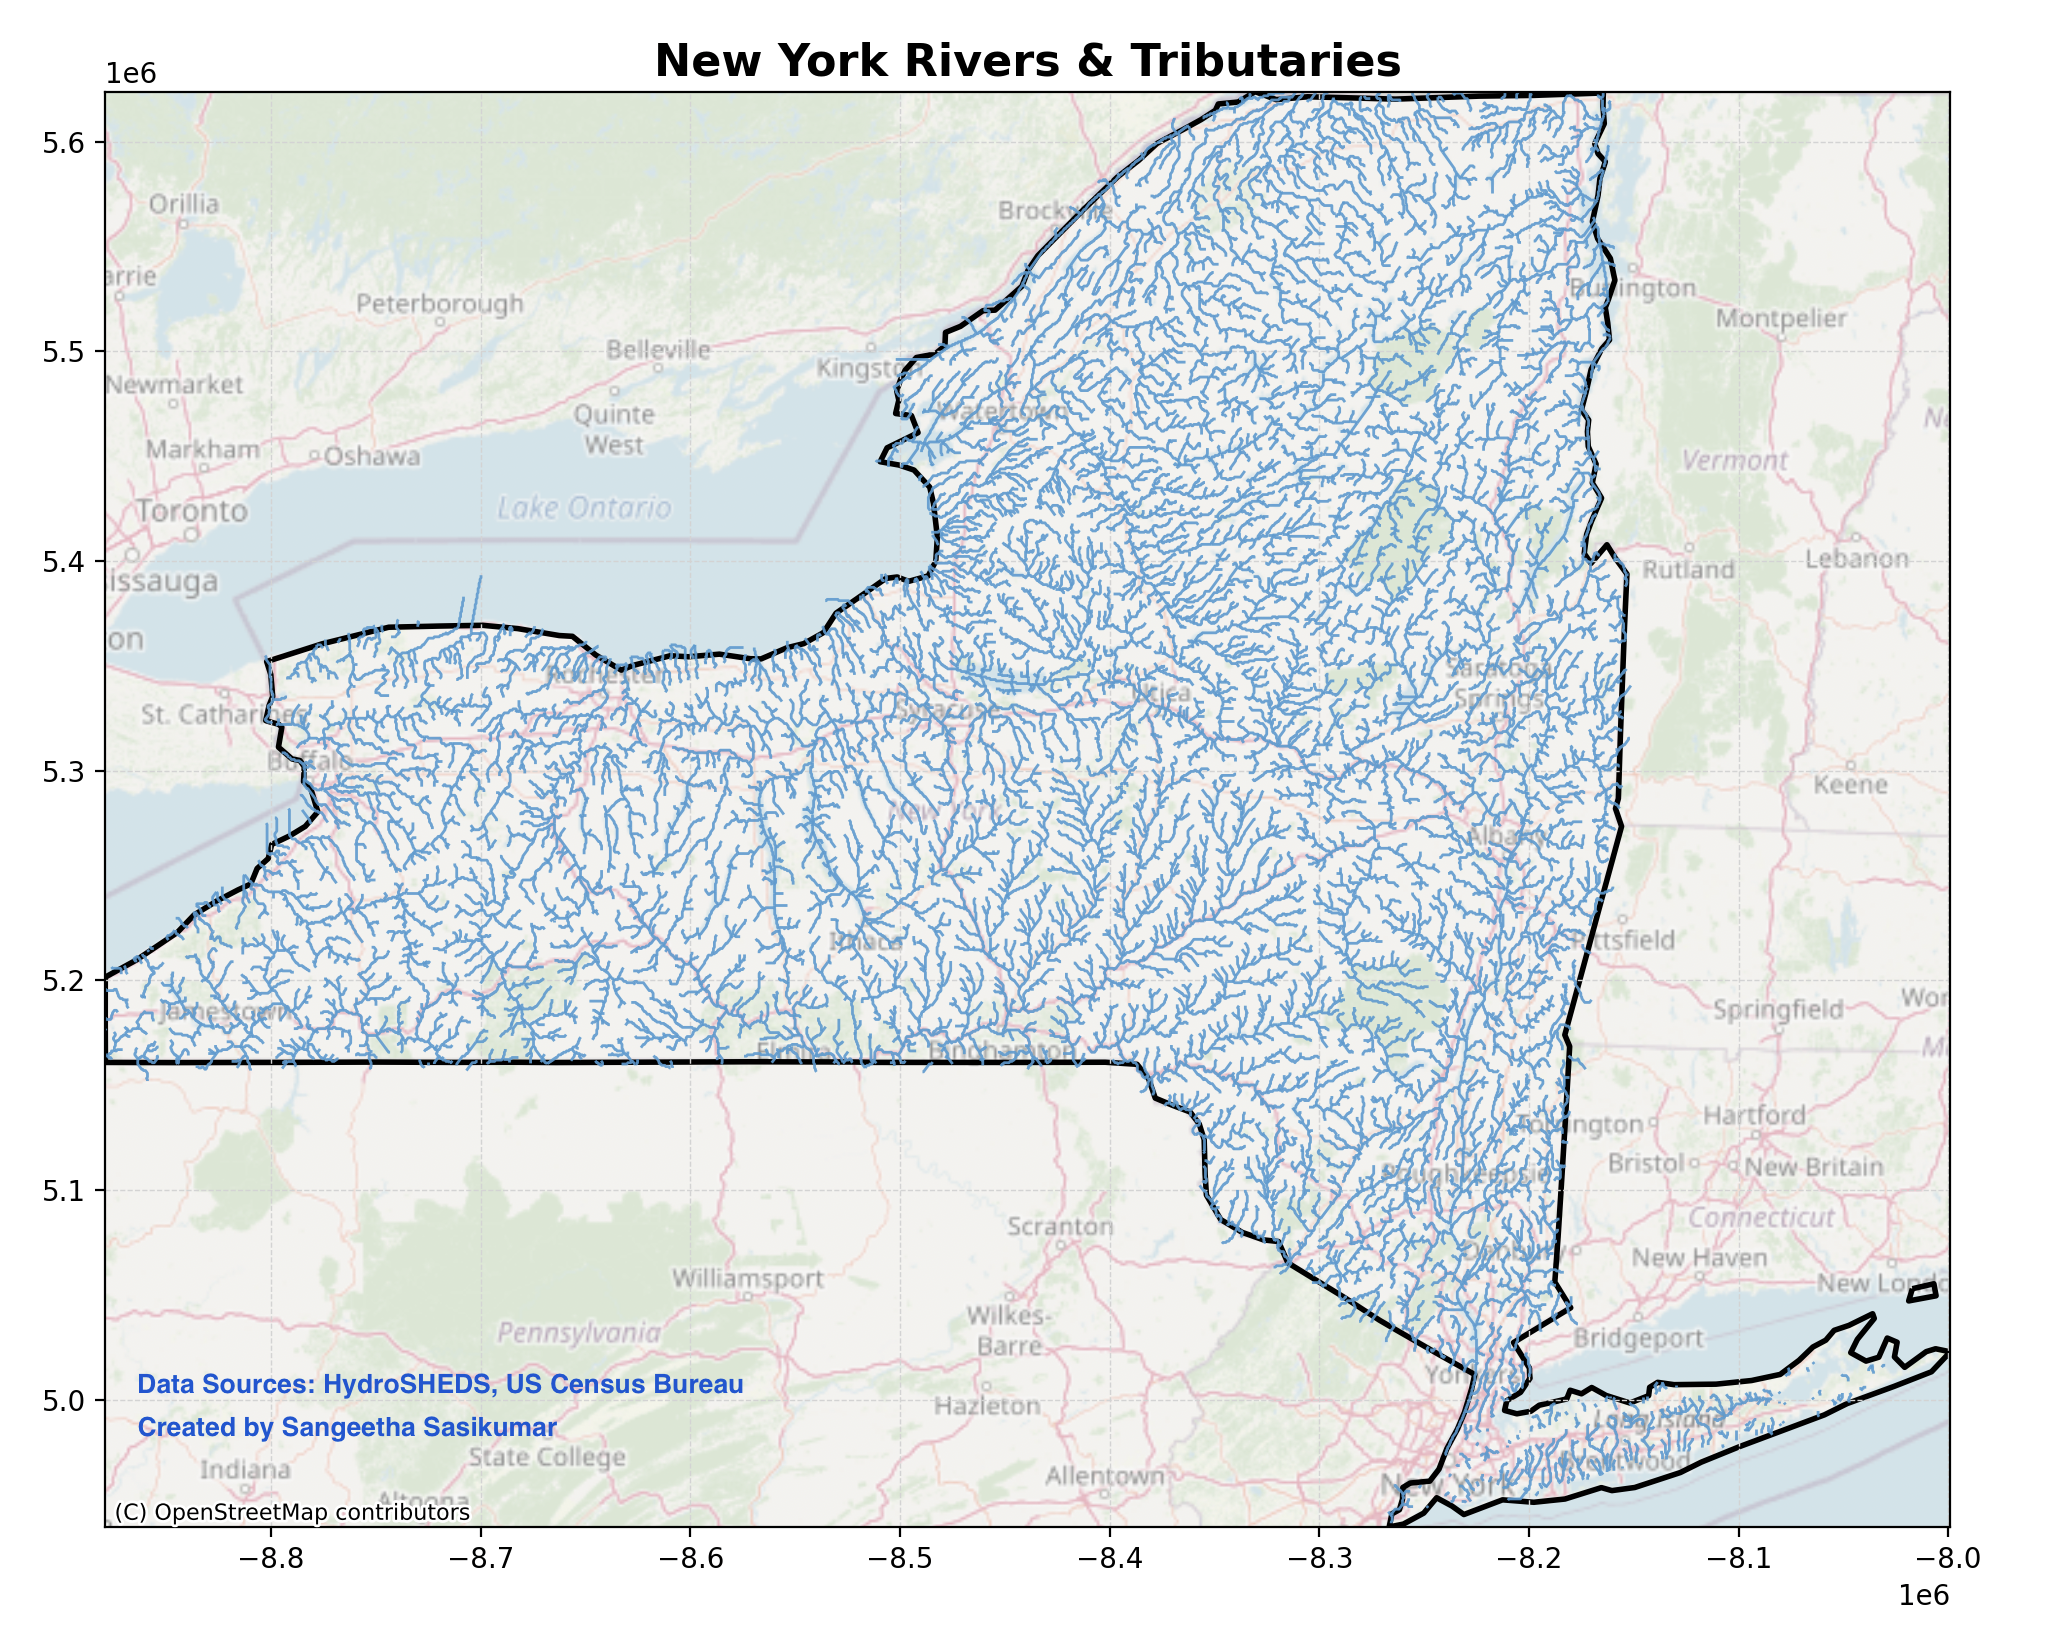 New York Rivers & Tributaries
1e6
5.6
5.5
5.4
5.3
5.2
5.1
5.0
Orillia
arrie
Peterborough
Brockville
Burlington
Montpelier
Belleville
Kingston
Newmarket
Quinte
West
Watertown
Ne
Markham
Oshawa
Vermont
Toronto
Lake Ontario
issauga
Rutland
Lebanon
on
Rochester
Saratoga
Springs
St. Catharines
Syracuse
Utica
Buffalo
Keene
New York
Albany
Ithaca
Pittsfield
Jamestown
Springfield
Wor
Elmira
Binghamton
M
Torrington
Hartford
Poughkeepsie
Bristol
New Britain
Connecticut
Scranton
Danbury
New Haven
Williamsport
New Londo
Wilkes-
Barre
Pennsylvania
Bridgeport
Yonkers
Data Sources: HydroSHEDS, US Census Bureau
Hazleton
Long Island
Created by Sangeetha Sasikumar
State College
Brentwood
Indiana
Allentown
New York
Altoona
(C) OpenStreetMap contributors
−8.8
−8.7
−8.6
−8.5
−8.4
−8.3
−8.2
−8.1
−8.0
1e6